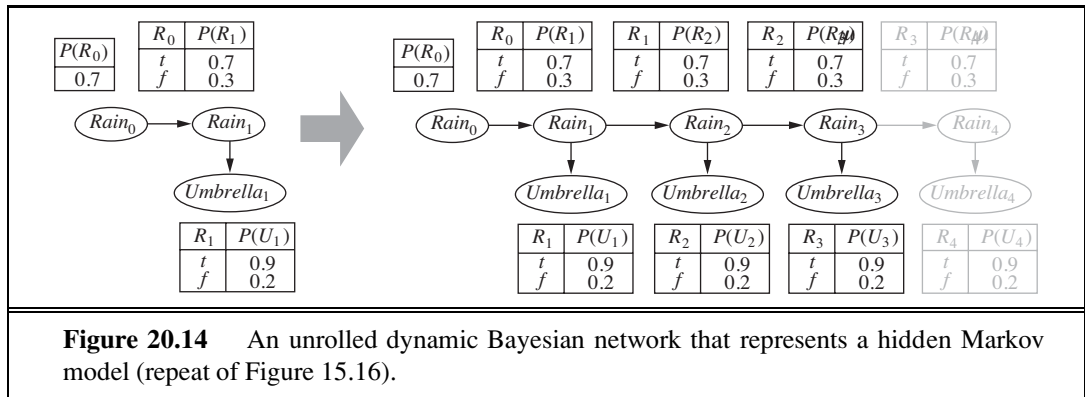 P(R0)
0.7
R0 P(R1)
t 0.7
f 0.3
Rain0
Rain1
Umbrella1
R1 P(U1)
t 0.9
f 0.2
P(R0)
0.7
R0 P(R1)
t 0.7
f 0.3
R1 P(R2)
t 0.7
f 0.3
R2
t 0.7
f 0.3
R3
t 0.7
f 0.3
Rain0
Rain1
Rain2
Rain3
Rain4
Umbrella1
Umbrella2
Umbrella3
Umbrella4
R1 P(U1)
t 0.9
f 0.2
R2 P(U2)
t 0.9
f 0.2
R3 P(U3)
t 0.9
f 0.2
R4 P(U4)
t 0.9
f 0.2
Figure 20.14 An unrolled dynamic Bayesian network that represents a hidden Markov
model (repeat of Figure 15.16).